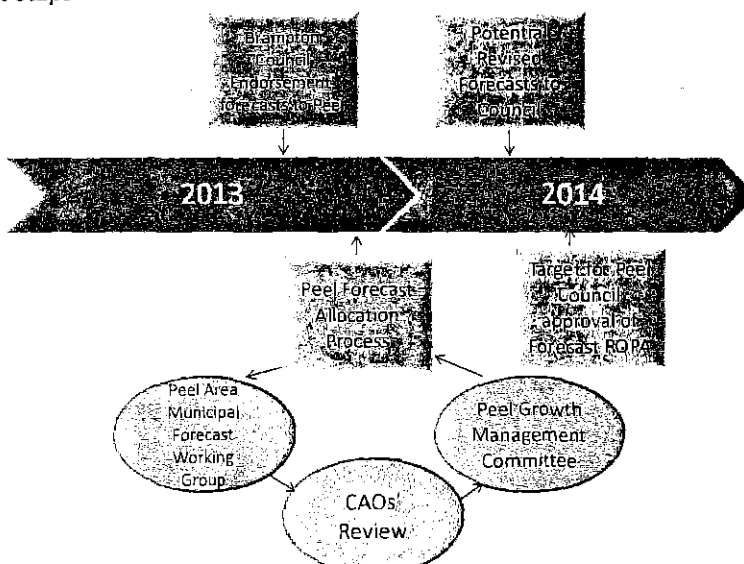 Brampton
Council
Endorsement
forecasts to Peel
Potential
Revised
Forecasts to
Council
2013
2014
Peel Forecast
Allocation
Process
Target for Peel
Council
approval of
Forecast ROPA
Peel Area
Municipal
Forecast
Working
Group
CAOs'
Review
Peel Growth
Management
Committee